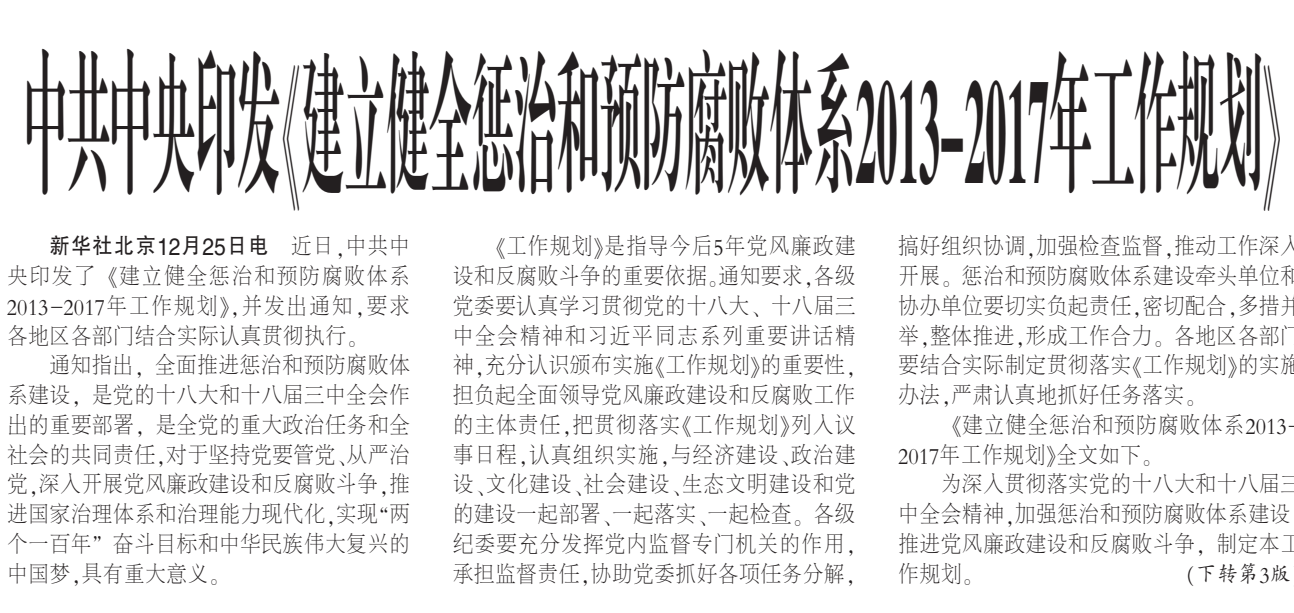 中共中央印发《建立健全惩治和预防腐败体系2013-2017年工作规划》
新华社北京12月25日电 近日,中共中
央印发了《建立健全惩治和预防腐败体系
2013-2017年工作规划》,并发出通知,要求
各地区各部门结合实际认真贯彻执行。
通知指出，全面推进惩治和预防腐败体
系建设，是党的十八大和十八届三中全会作
出的重要部署，是全党的重大政治任务和全
社会的共同责任,对于坚持党要管党、从严治
党,深入开展党风廉政建设和反腐败斗争,推
进国家治理体系和治理能力现代化,实现“两
个一百年”奋斗目标和中华民族伟大复兴的
中国梦,具有重大意义。
《工作规划》是指导今后5年党风廉政建
设和反腐败斗争的重要依据。通知要求,各级
党委要认真学习贯彻党的十八大、十八届三
中全会精神和习近平同志系列重要讲话精
神,充分认识颁布实施《工作规划》的重要性，
担负起全面领导党风廉政建设和反腐败工作
的主体责任,把贯彻落实《工作规划》列入议
事日程,认真组织实施,与经济建设、政治建
设、文化建设、社会建设、生态文明建设和党
的建设一起部署、一起落实、一起检查。各级
纪委要充分发挥党内监督专门机关的作用，
承担监督责任,协助党委抓好各项任务分解，
搞好组织协调,加强检查监督,推动工作深入
开展。惩治和预防腐败体系建设牵头单位和
协办单位要切实负起责任,密切配合,多措并
举,整体推进,形成工作合力。各地区各部门
要结合实际制定贯彻落实《工作规划》的实施
办法,严肃认真地抓好任务落实。
《建立健全惩治和预防腐败体系2013-
2017年工作规划》全文如下。
为深入贯彻落实党的十八大和十八届三
中全会精神,加强惩治和预防腐败体系建设
推进党风廉政建设和反腐败斗争，制定本工
作规划。 (下转第3版